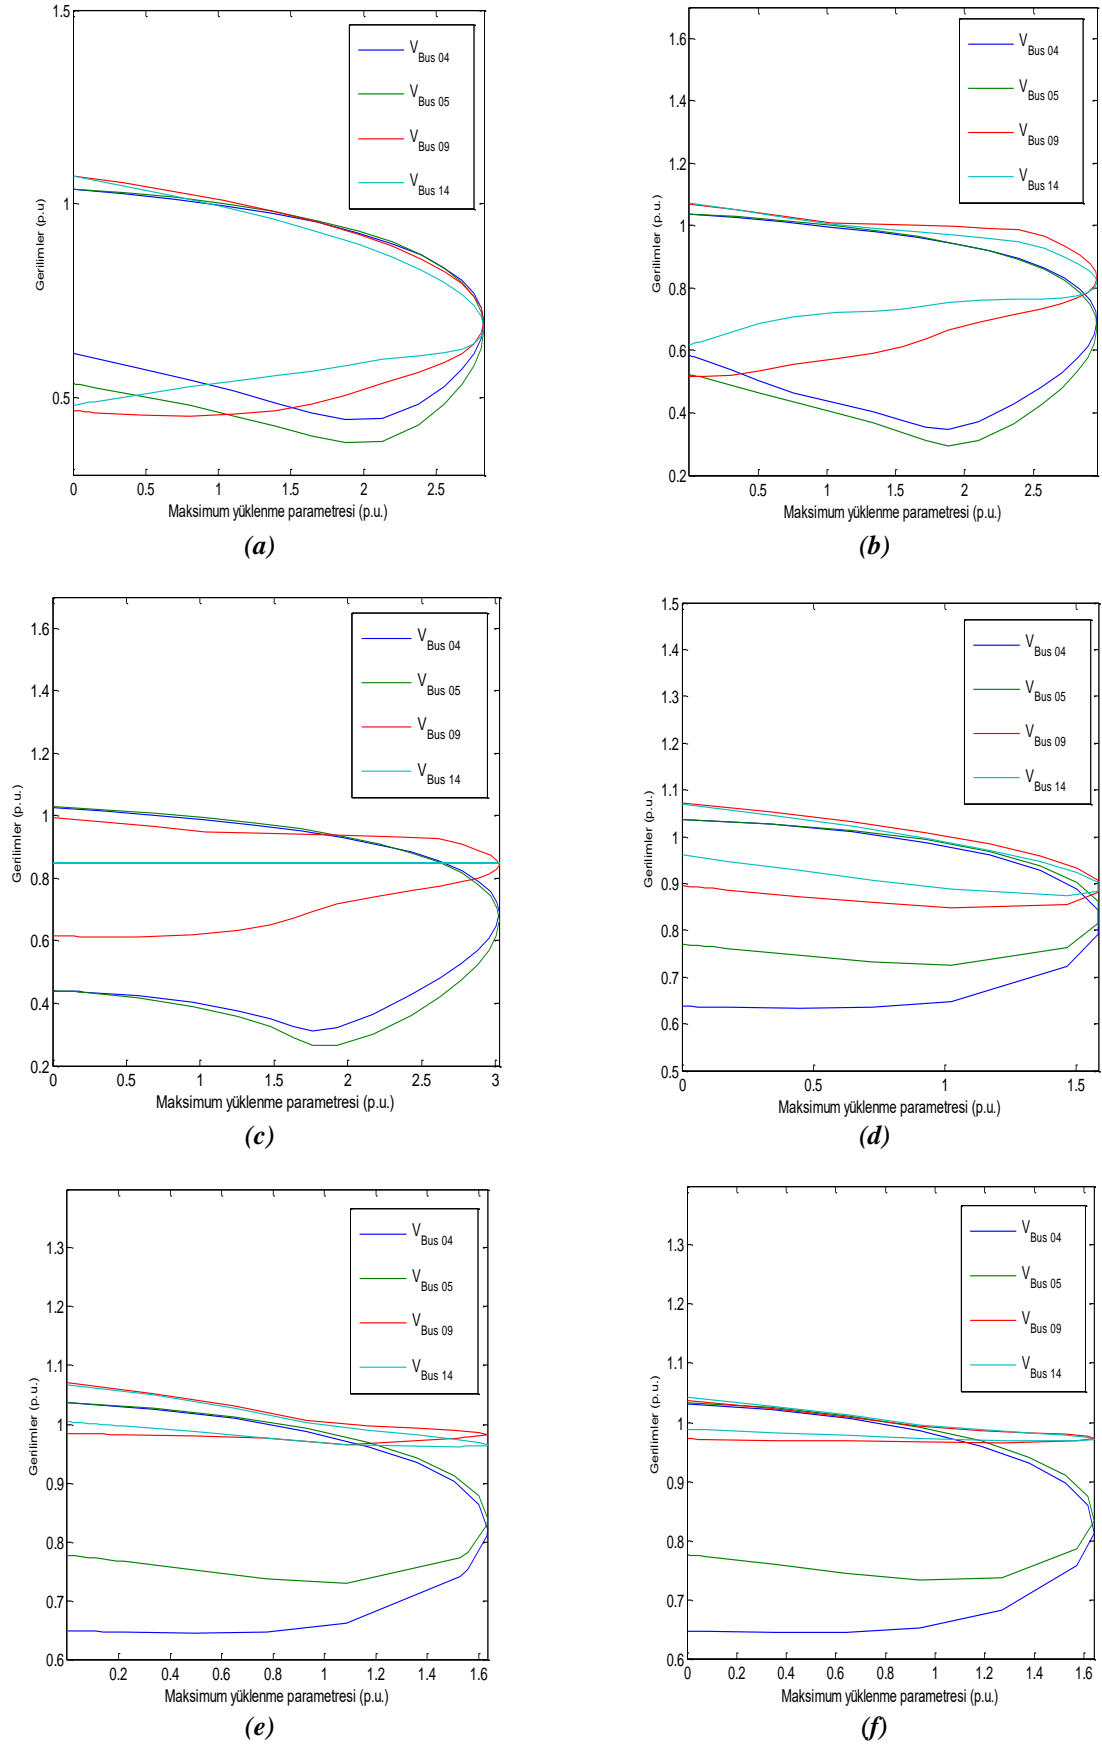 1.5
1
0.5
0
0.5
1
1.5
2
2.5
Gerilimler (p.u)
V Bus 04
V Bus 05
V Bus 09
V Bus 14
Maksimum yüklenme parametresi (p.u.)
(a)
1.6
1.4
1.2
1
0.8
0.6
0.4
0.2
0.5
1
1.5
2
2.5
Gerilimler (p.u.)
V Bus 04
V Bus 05
V Bus 09
V Bus 14
Maksimum yüklenme parametresi (p.u.)
(b)
1.6
1.4
1.2
1
0.8
0.6
0.4
0.2
0
0.5
1
1.5
2
2.5
3
Gerilimler (p.u.)
V Bus 04
V Bus 05
V Bus 09
V Bus 14
Maksimum yüklenme parametresi (p.u.)
(c)
1.5
1.4
1.3
1.2
1.1
1
0.9
0.8
0.7
0.6
0.5
0
0.5
1
1.5
Gerilimler (p.u.)
V Bus 04
V Bus 05
V Bus 09
V Bus 14
Maksimum yüklenme parametresi (p.u.)
(d)
1.3
1.2
1.1
1
0.9
0.8
0.7
0.6
0.2
0.4
0.6
0.8
1
1.2
1.4
1.6
Gerilimler (p.u.)
V Bus 04
V Bus 05
V Bus 09
V Bus 14
Maksimum yüklenme parametresi (p.u.)
(e)
1.3
1.2
1.1
1
0.9
0.8
0.7
0.6
0
0.2
0.4
0.6
0.8
1
1.2
1.4
1.6
Gerilimler (p.u.)
V Bus 04
V Bus 05
V Bus 09
V Bus 14
Maksimum yüklenme parametresi (p.u.)
(f)